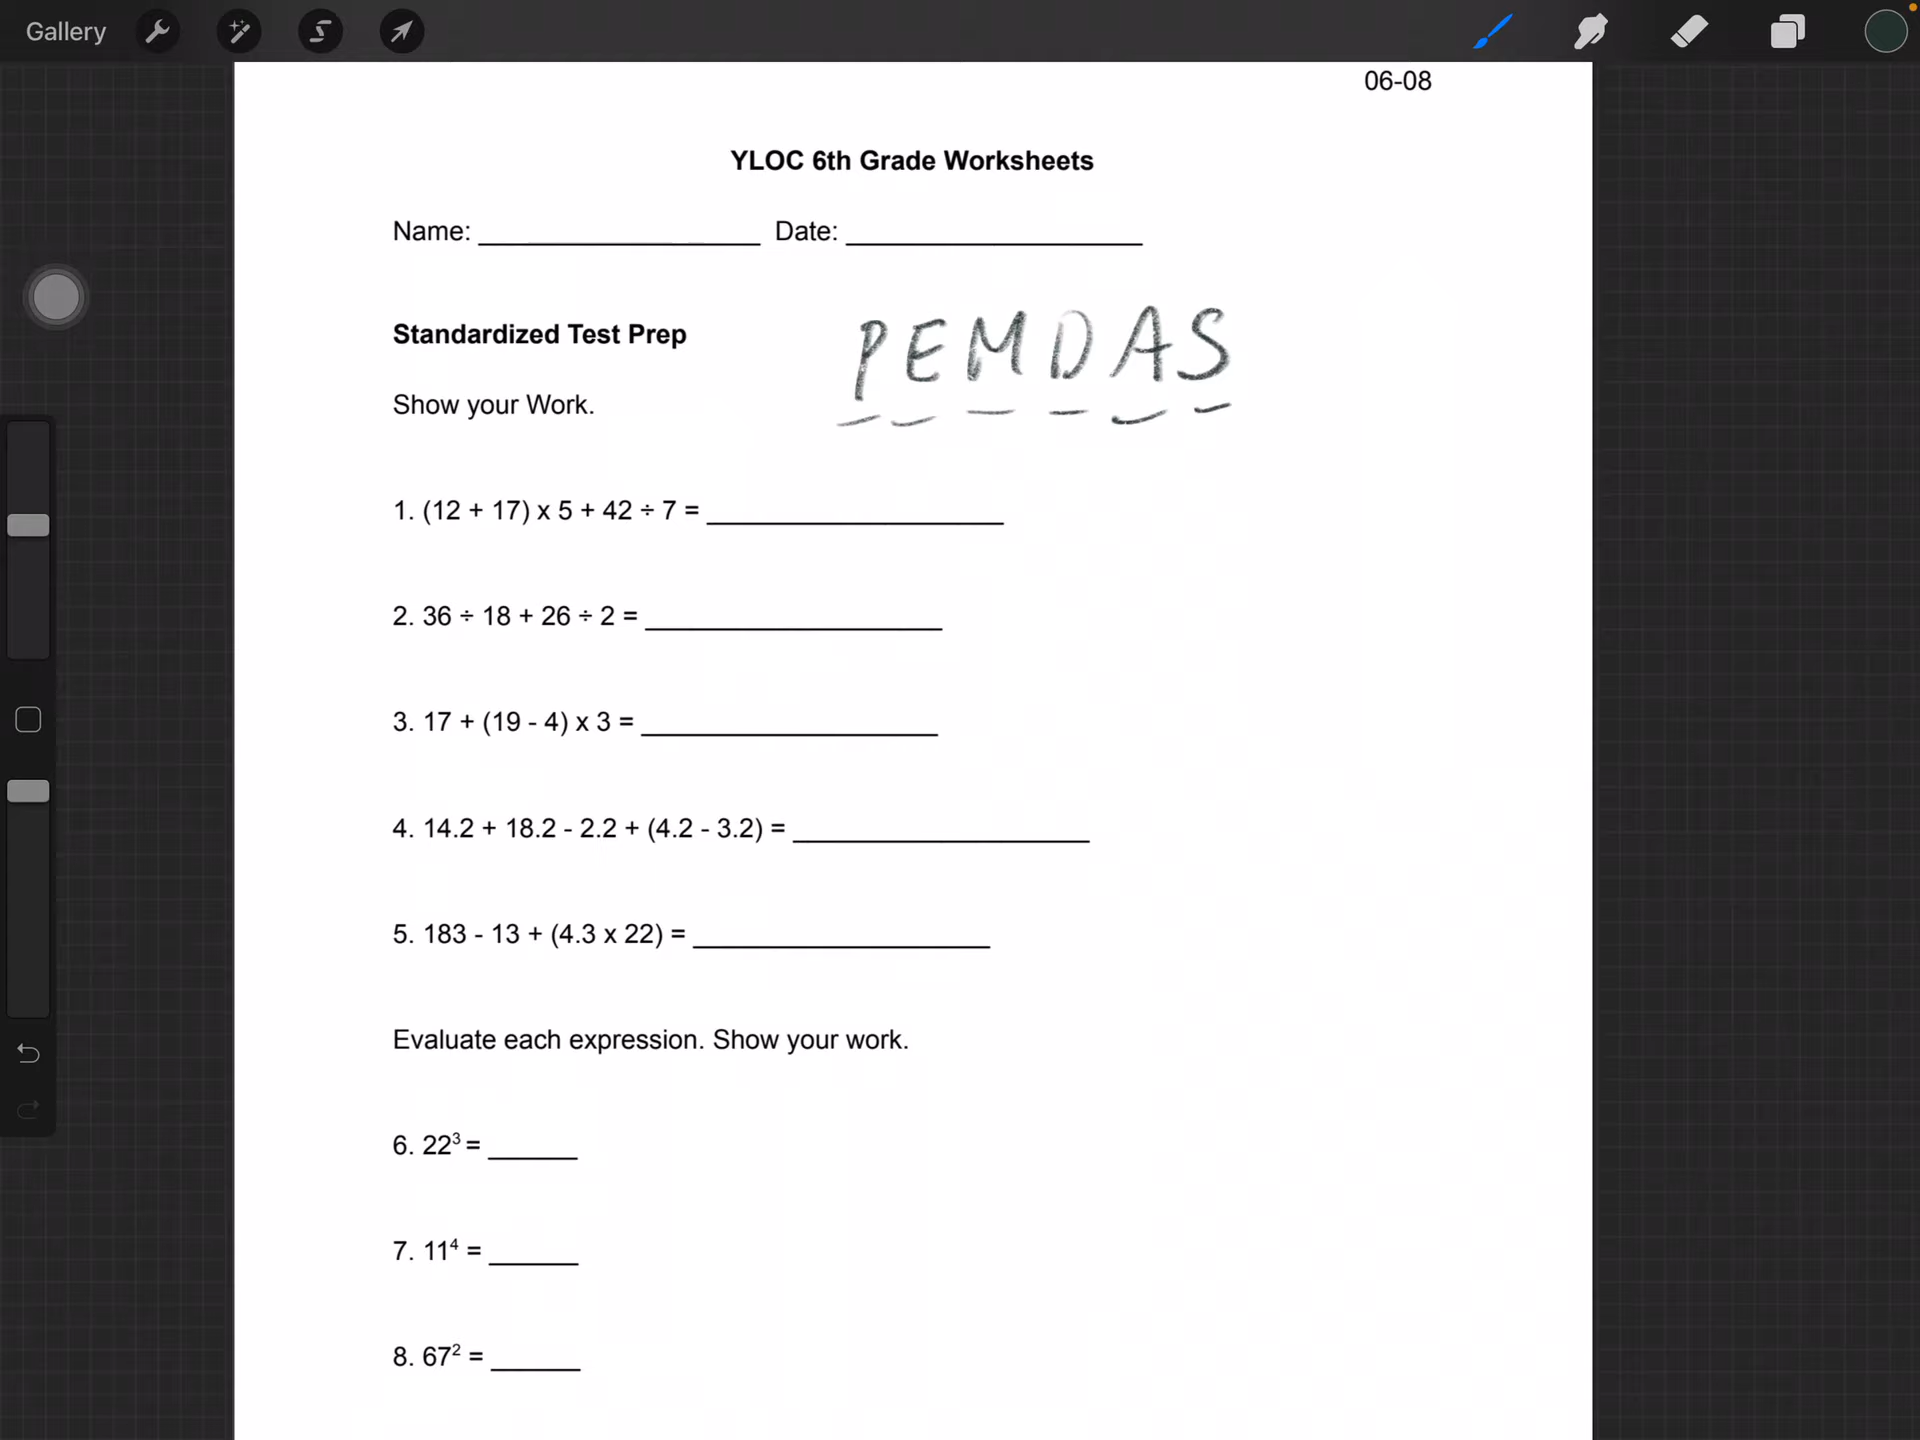 Gallery
06-08
YLOC 6th Grade Worksheets
Name: ____________________ Date: ____________________
Standardized Test Prep
PEMDAS
Show your Work.
1. (12 + 17) x 5 + 42 ÷ 7 = ____________________
2. 36 ÷ 18 + 26 ÷ 2 = ____________________
3. 17 + (19 - 4) x 3 = ____________________
4. 14.2 + 18.2 - 2.2 + (4.2 - 3.2) = ____________________
5. 183 - 13 + (4.3 x 22) = ____________________
Evaluate each expression. Show your work.
6. 22³ = ______
7. 11⁴ = ______
8. 67² = ______